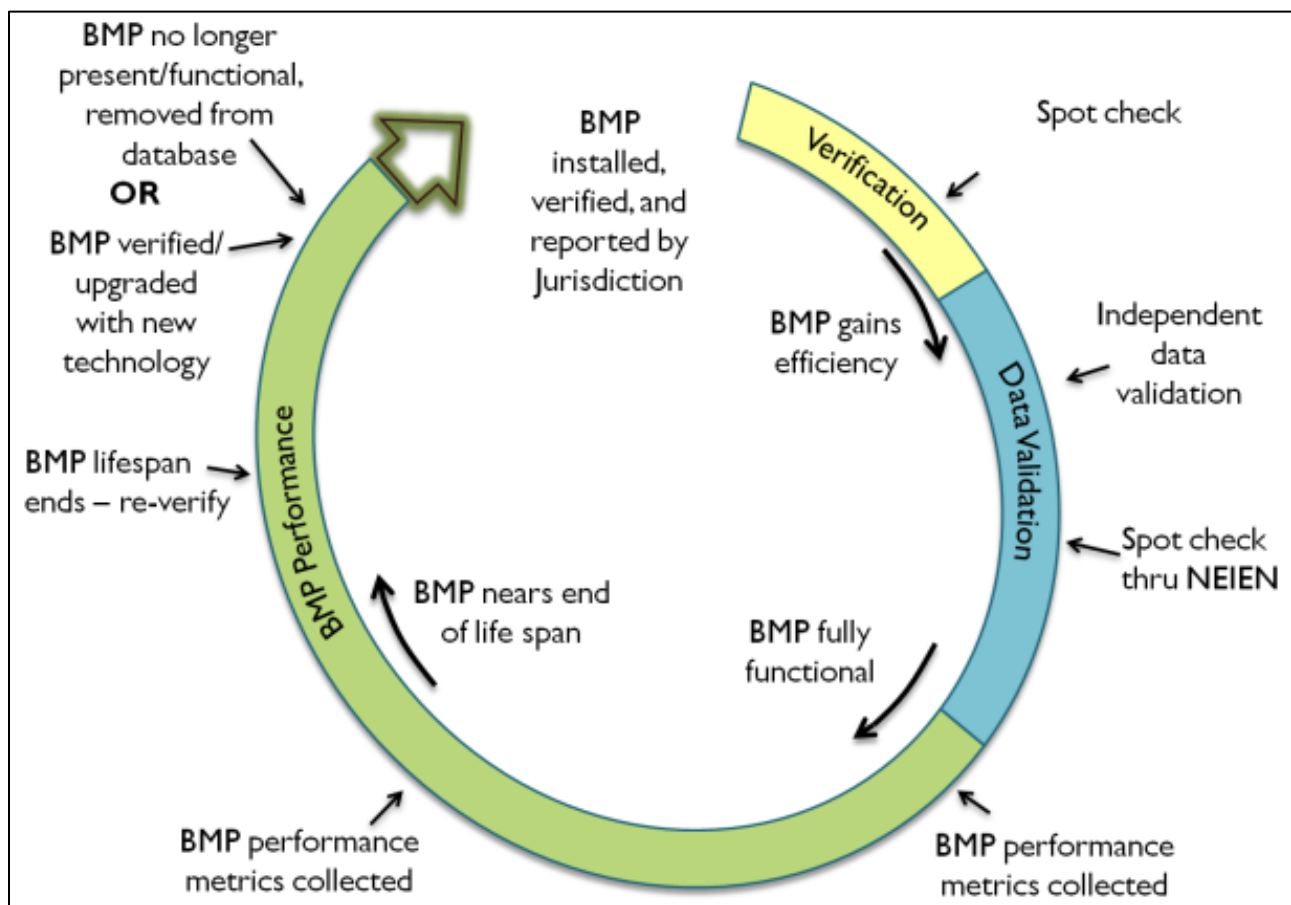 BMP no longer
present/functional,
removed from
database
OR
BMP verified/
upgraded
with new
technology
BMP lifespan
ends – re-verify
BMP performance
metrics collected
BMP
installed,
verified, and
reported by
Jurisdiction
Verification
Spot check
BMP gains
efficiency
Independent
data
validation
Data Validation
Spot check
thru NEIEN
BMP fully
functional
BMP nears end
of life span
BMP Performance
BMP performance
metrics collected